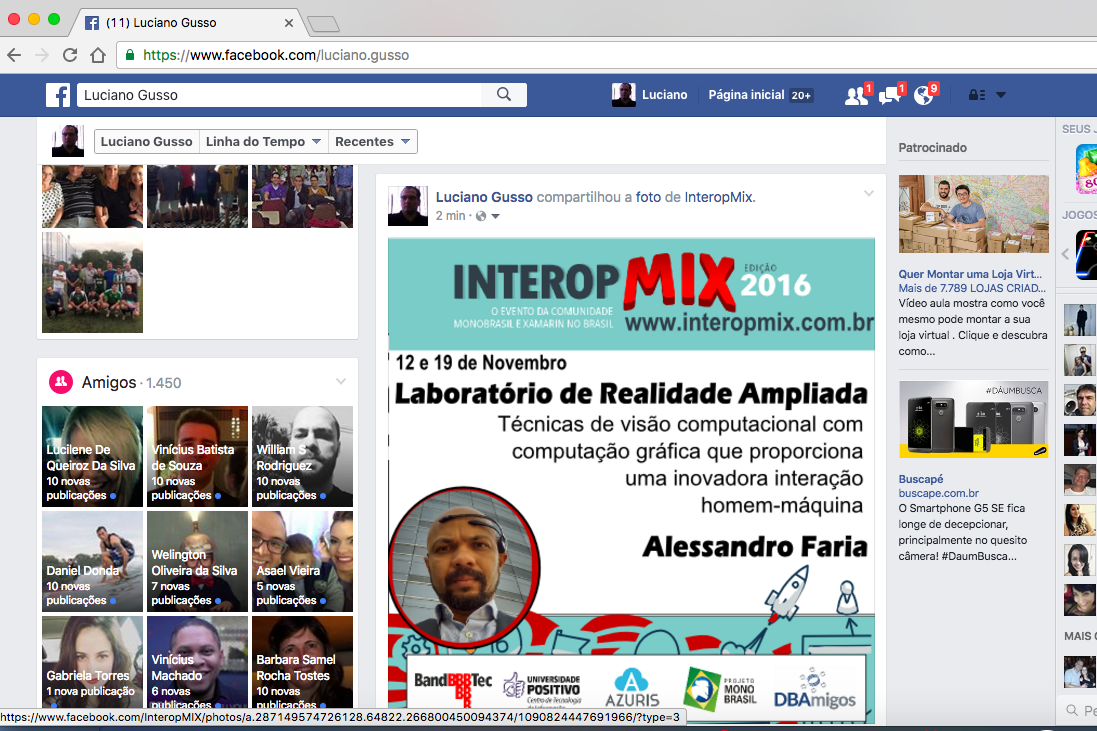 (11) Luciano Gusso
https://www.facebook.com/luciano.gusso
Luciano Gusso
Luciano
Página inicial 20+
1
1
9
Luciano Gusso
Linha do Tempo
Recentes
Amigos · 1.450
Lucilene De
Queiroz Da Silva
10 novas
publicações
Vinícius Batista
de Souza
10 novas
publicações
William S
Rodriguez
10 novas
publicações
Daniel Donda
10 novas
publicações
Welington
Oliveira da Silva
7 novas
publicações
Asael Vieira
5 novas
publicações
Gabriela Torres
1 nova publicação
Vinícius
Machado
6 novas
publicações
Barbara Samel
Rocha Tostes
10 novas
publicações
https://www.facebook.com/InteropMIX/photos/a.287149574726128.64822.266800450094374/1090824447691966/?type=3
Luciano Gusso compartilhou a foto de InteropMix.
2 min ·
INTEROPMIX EDIÇÃO
2016
O EVENTO DA COMUNIDADE
MONOBRASIL E XAMARIN NO BRASIL
www.interopmix.com.br
12 e 19 de Novembro
Laboratório de Realidade Ampliada
Técnicas de visão computacional com
computação gráfica que proporciona
uma inovadora interação
homem-máquina
Alessandro Faria
BandTec
UNIVERSIDADE
POSITIVO
Centro de Tecnologia
da Informação
AZURIS
PROJETO
MONO
BRASIL
DBAmigos
Patrocinado
Quer Montar uma Loja Virt...
Mais de 7.789 LOJAS CRIAD...
Vídeo aula mostra como você
mesmo pode montar a sua
loja virtual . Clique e descubra
como...
#DÁUMBUSCA
Buscapé
buscape.com.br
O Smartphone G5 SE fica
longe de decepcionar,
principalmente no quesito
câmera! #DaumBusca...
SEUS J
JOGOS
MAIS C
Pe